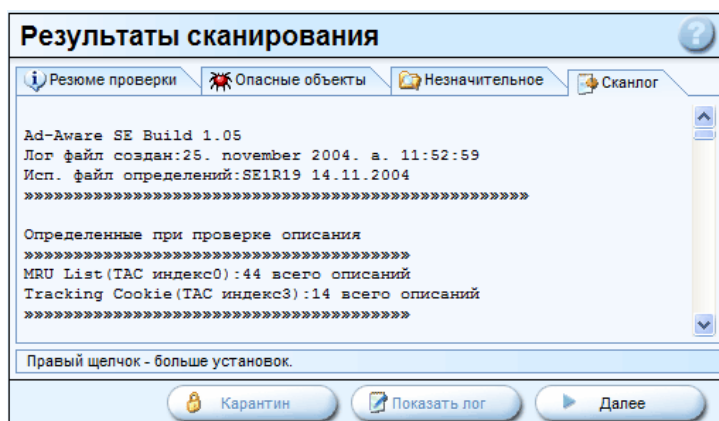 Результаты сканирования
?
Резюме проверки Опасные объекты Незначительное Сканлог
Ad-Aware SE Build 1.05
Лог файл создан:25. november 2004. a. 11:52:59
Исп. файл определений:SE1R19 14.11.2004
»»»»»»»»»»»»»»»»»»»»»»»»»»»»»»»»»»»»»»»»»»»»»»»»»»»
Определенные при проверке описания
»»»»»»»»»»»»»»»»»»»»»»»»»»»»»»»»»»»»»»»
MRU List(TAC индекс0):44 всего описаний
Tracking Cookie(TAC индекс3):14 всего описаний
»»»»»»»»»»»»»»»»»»»»»»»»»»»»»»»»»»»»»»»
Правый щелчок - больше установок.
Карантин Показать лог Далее